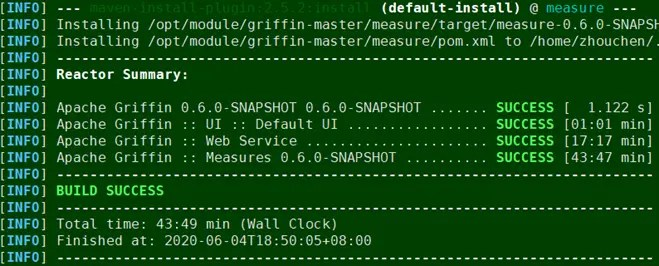 [INFO] --- maven-install-plugin:2.5.2:install (default-install) @ measure ---
[INFO] Installing /opt/module/griffin-master/measure/target/measure-0.6.0-SNAPSH
[INFO] Installing /opt/module/griffin-master/measure/pom.xml to /home/zhouchen/.
[INFO] ------------------------------------------------------------------------
[INFO] Reactor Summary:
[INFO]
[INFO] Apache Griffin 0.6.0-SNAPSHOT 0.6.0-SNAPSHOT ....... SUCCESS [  1.122 s]
[INFO] Apache Griffin :: UI :: Default UI ................. SUCCESS [01:01 min]
[INFO] Apache Griffin :: Web Service ...................... SUCCESS [17:17 min]
[INFO] Apache Griffin :: Measures 0.6.0-SNAPSHOT .......... SUCCESS [43:47 min]
[INFO] ------------------------------------------------------------------------
[INFO] BUILD SUCCESS
[INFO] ------------------------------------------------------------------------
[INFO] Total time: 43:49 min (Wall Clock)
[INFO] Finished at: 2020-06-04T18:50:05+08:00
[INFO] ------------------------------------------------------------------------